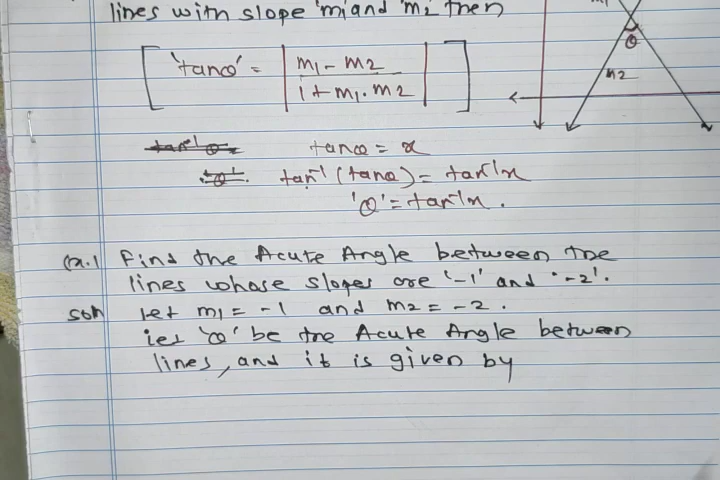 lines with slope 'm₁ and 'm₂ then
'tanθ' = | m₁ - m₂ / 1 + m₁ . m₂ |
θ
m2
tanθ = x
tan⁻¹ (tanθ) = tan⁻¹x
'θ' = tan⁻¹x .
Ex.1 Find the Acute Angle between the
lines whose slopes are '-1' and '-2'.
soln Let m₁ = -1 and m₂ = -2 .
Let 'θ' be the Acute Angle between
lines, and it is given by